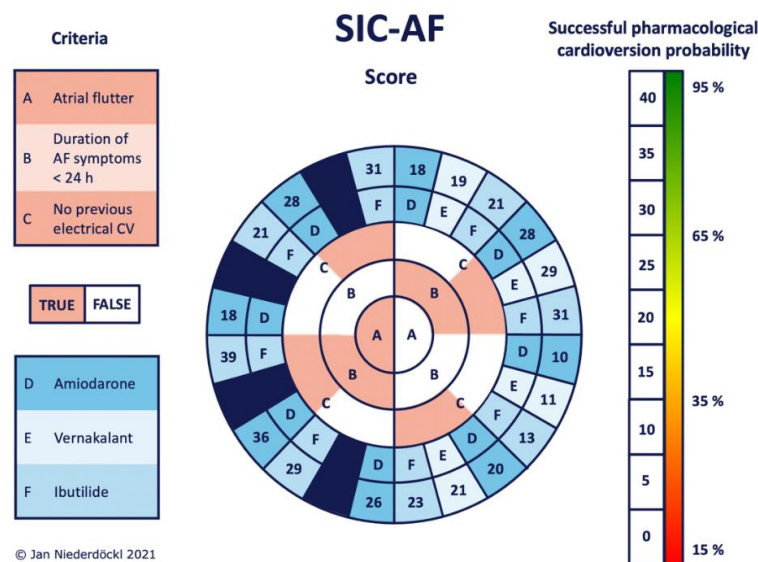 SIC-AF
Score
Criteria
A Atrial flutter
B Duration of
AF symptoms
< 24 h
C No previous
electrical CV
TRUE FALSE
D Amiodarone
E Vernakalant
F Ibutilide
© Jan Niederdöckl 2021
31 18 19 21 28 29 31 10 11 13 20 21 23 26 29 36 39 18 21 28
F D E F D E F D E F D E F D F D F D F D
C C C C
B B B B
A A
Successful pharmacological
cardioversion probability
40
95 %
35
30
65 %
25
20
15
35 %
10
5
0
15 %